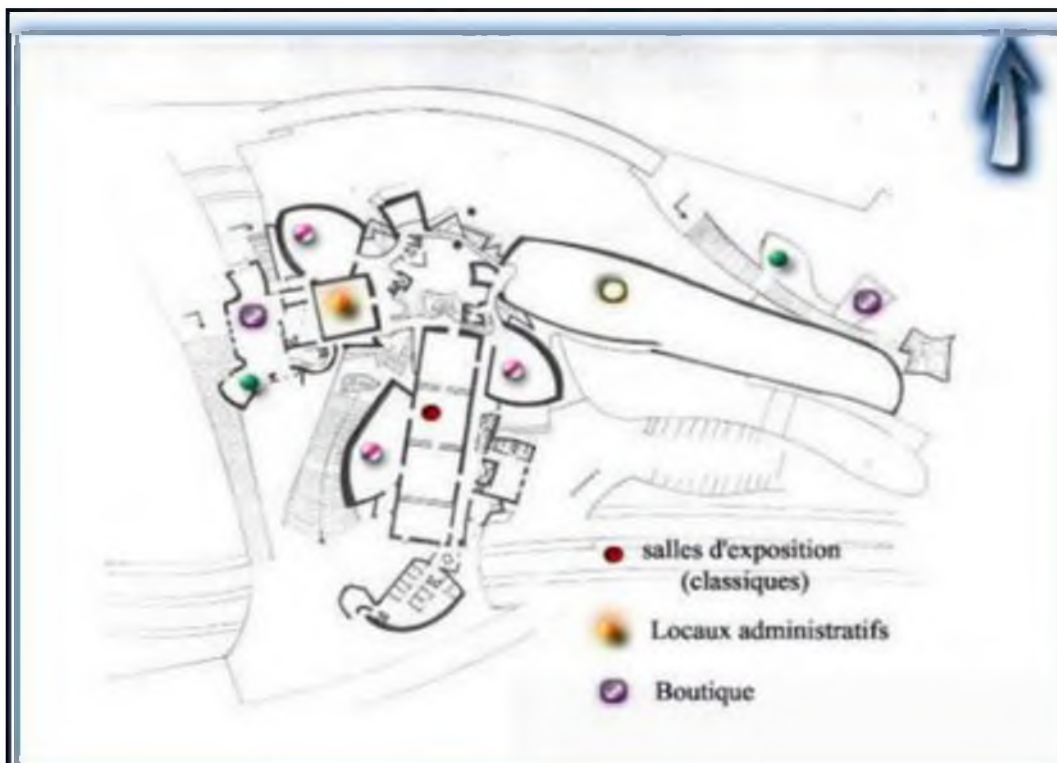 salles d'exposition
(classiques)
Locaux administratifs
Boutique